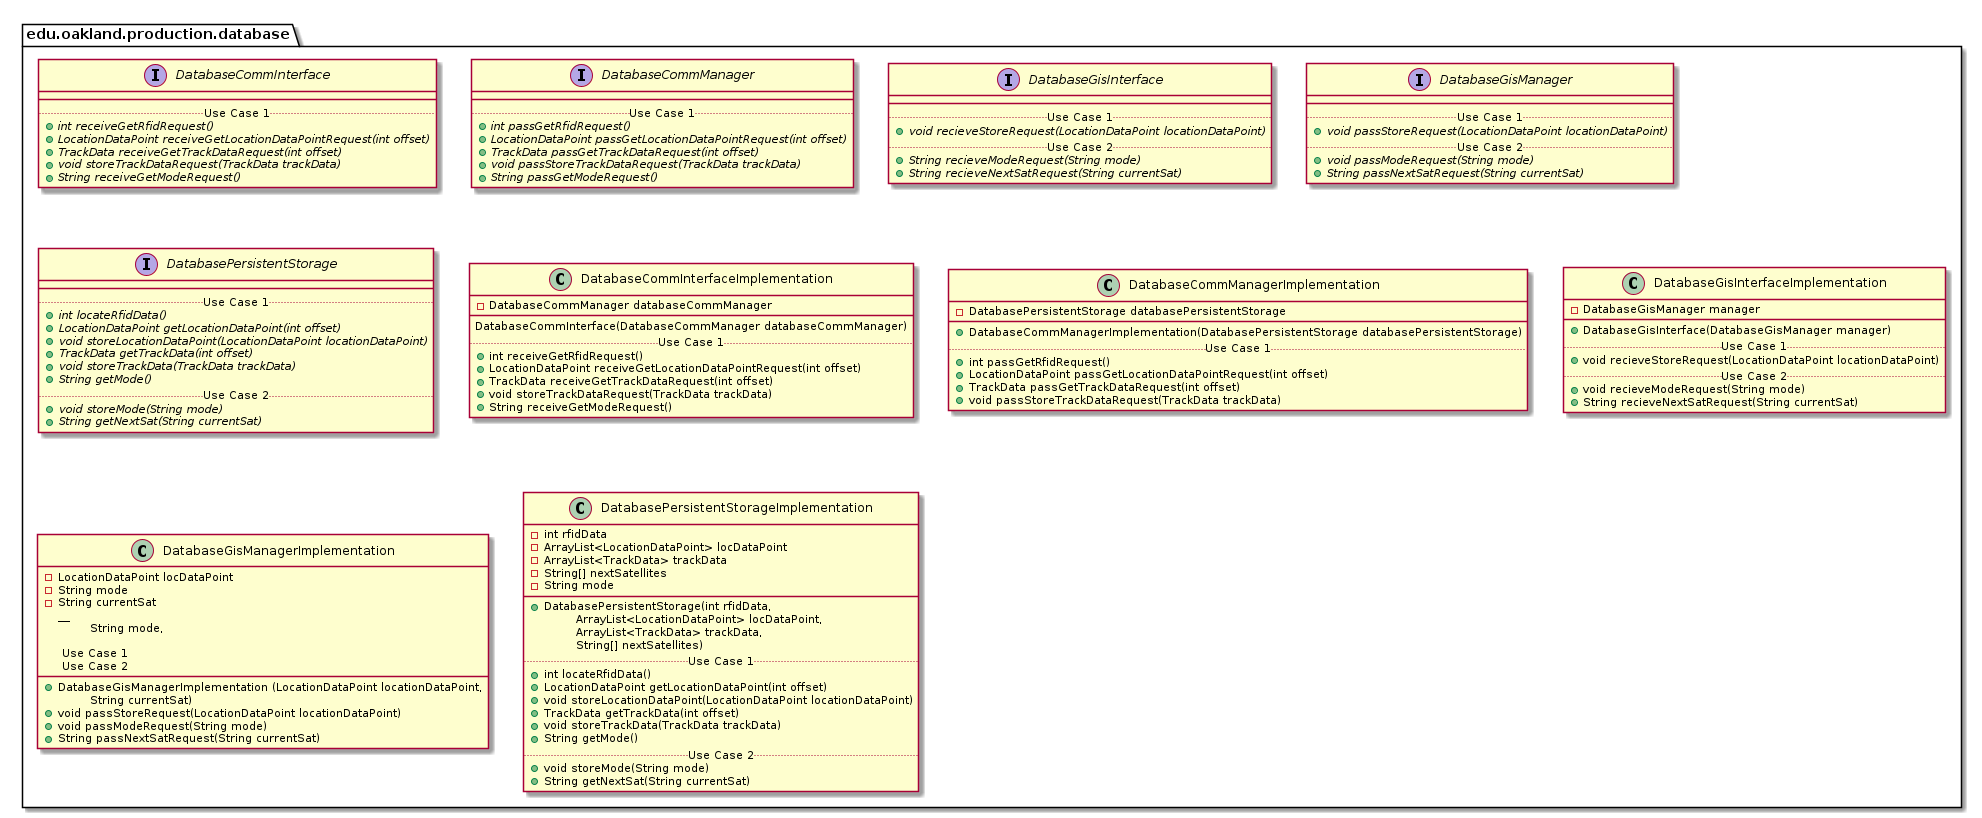 edu.oakland.production.database
I DatabaseCommInterface
Use Case 1
int receiveGetRfidRequest()
LocationDataPoint receiveGetLocationDataPointRequest(int offset)
TrackData receiveGetTrackDataRequest(int offset)
void storeTrackDataRequest(TrackData trackData)
String receiveGetModeRequest()
I DatabaseCommManager
Use Case 1
int passGetRfidRequest()
LocationDataPoint passGetLocationDataPointRequest(int offset)
TrackData passGetTrackDataRequest(int offset)
void passStoreTrackDataRequest(TrackData trackData)
String passGetModeRequest()
I DatabaseGisInterface
Use Case 1
void recieveStoreRequest(LocationDataPoint locationDataPoint)
Use Case 2
String recieveModeRequest(String mode)
String recieveNextSatRequest(String currentSat)
I DatabaseGisManager
Use Case 1
void passStoreRequest(LocationDataPoint locationDataPoint)
Use Case 2
void passModeRequest(String mode)
String passNextSatRequest(String currentSat)
I DatabasePersistentStorage
Use Case 1
int locateRfidData()
LocationDataPoint getLocationDataPoint(int offset)
void storeLocationDataPoint(LocationDataPoint locationDataPoint)
TrackData getTrackData(int offset)
void storeTrackData(TrackData trackData)
String getMode()
Use Case 2
void storeMode(String mode)
String getNextSat(String currentSat)
C DatabaseCommInterfaceImplementation
DatabaseCommManager databaseCommManager
DatabaseCommInterface(DatabaseCommManager databaseCommManager)
Use Case 1
int receiveGetRfidRequest()
LocationDataPoint receiveGetLocationDataPointRequest(int offset)
TrackData receiveGetTrackDataRequest(int offset)
void storeTrackDataRequest(TrackData trackData)
String receiveGetModeRequest()
C DatabaseCommManagerImplementation
DatabasePersistentStorage databasePersistentStorage
DatabaseCommManagerImplementation(DatabasePersistentStorage databasePersistentStorage)
Use Case 1
int passGetRfidRequest()
LocationDataPoint passGetLocationDataPointRequest(int offset)
TrackData passGetTrackDataRequest(int offset)
void passStoreTrackDataRequest(TrackData trackData)
C DatabaseGisInterfaceImplementation
DatabaseGisManager manager
DatabaseGisInterface(DatabaseGisManager manager)
Use Case 1
void recieveStoreRequest(LocationDataPoint locationDataPoint)
Use Case 2
void recieveModeRequest(String mode)
String recieveNextSatRequest(String currentSat)
C DatabaseGisManagerImplementation
LocationDataPoint locDataPoint
String mode
String currentSat
__
String mode,
Use Case 1
Use Case 2
DatabaseGisManagerImplementation (LocationDataPoint locationDataPoint,
String currentSat)
void passStoreRequest(LocationDataPoint locationDataPoint)
void passModeRequest(String mode)
String passNextSatRequest(String currentSat)
C DatabasePersistentStorageImplementation
int rfidData
ArrayList<LocationDataPoint> locDataPoint
ArrayList<TrackData> trackData
String[] nextSatellites
String mode
DatabasePersistentStorage(int rfidData,
ArrayList<LocationDataPoint> locDataPoint,
ArrayList<TrackData> trackData,
String[] nextSatellites)
Use Case 1
int locateRfidData()
LocationDataPoint getLocationDataPoint(int offset)
void storeLocationDataPoint(LocationDataPoint locationDataPoint)
TrackData getTrackData(int offset)
void storeTrackData(TrackData trackData)
String getMode()
Use Case 2
void storeMode(String mode)
String getNextSat(String currentSat)